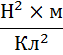 Н² × м
Кл²